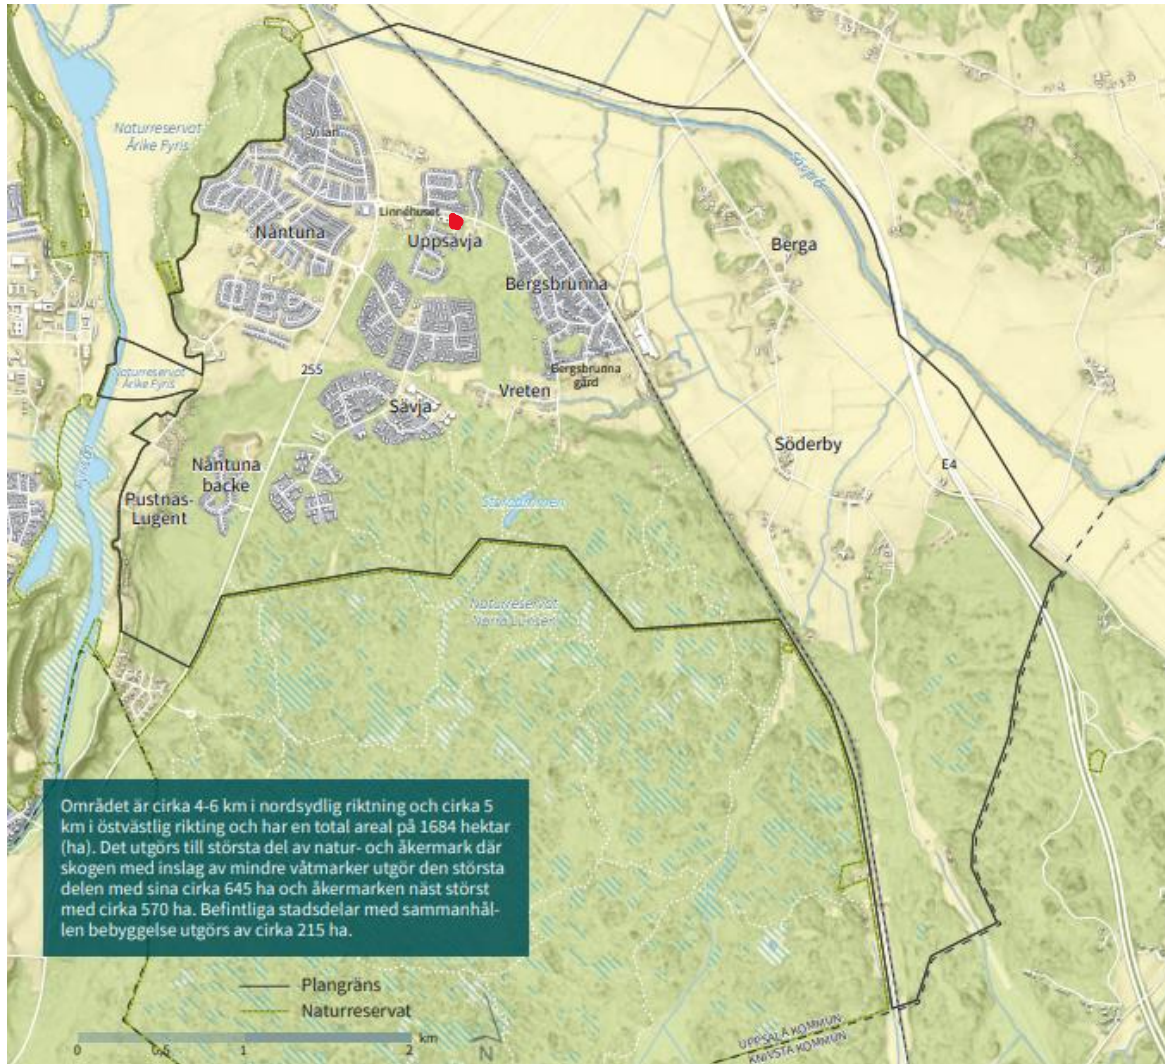 Naturreservat
Årike Fyris
Vilan
Sävjaån
Linnéhuset
Nåntuna
Uppsävja
Berga
Bergsbrunna
Naturreservat
Årike Fyris
255
Bergsbrunna
gård
Vreten
Sävja
Söderby
Nåntuna
backe
E4
Pustnäs-
Lugent
Stordammen
Naturreservat
Norra Lunsen
Området är cirka 4-6 km i nordsydlig riktning och cirka 5
km i östvästlig rikting och har en total areal på 1684 hektar
(ha). Det utgörs till största del av natur- och åkermark där
skogen med inslag av mindre våtmarker utgör den största
delen med sina cirka 645 ha och åkermarken näst störst
med cirka 570 ha. Befintliga stadsdelar med sammanhål-
len bebyggelse utgörs av cirka 215 ha.
Plangräns
Naturreservat
km
0 0,5 1 2
N
UPPSALA KOMMUN
KNIVSTA KOMMUN